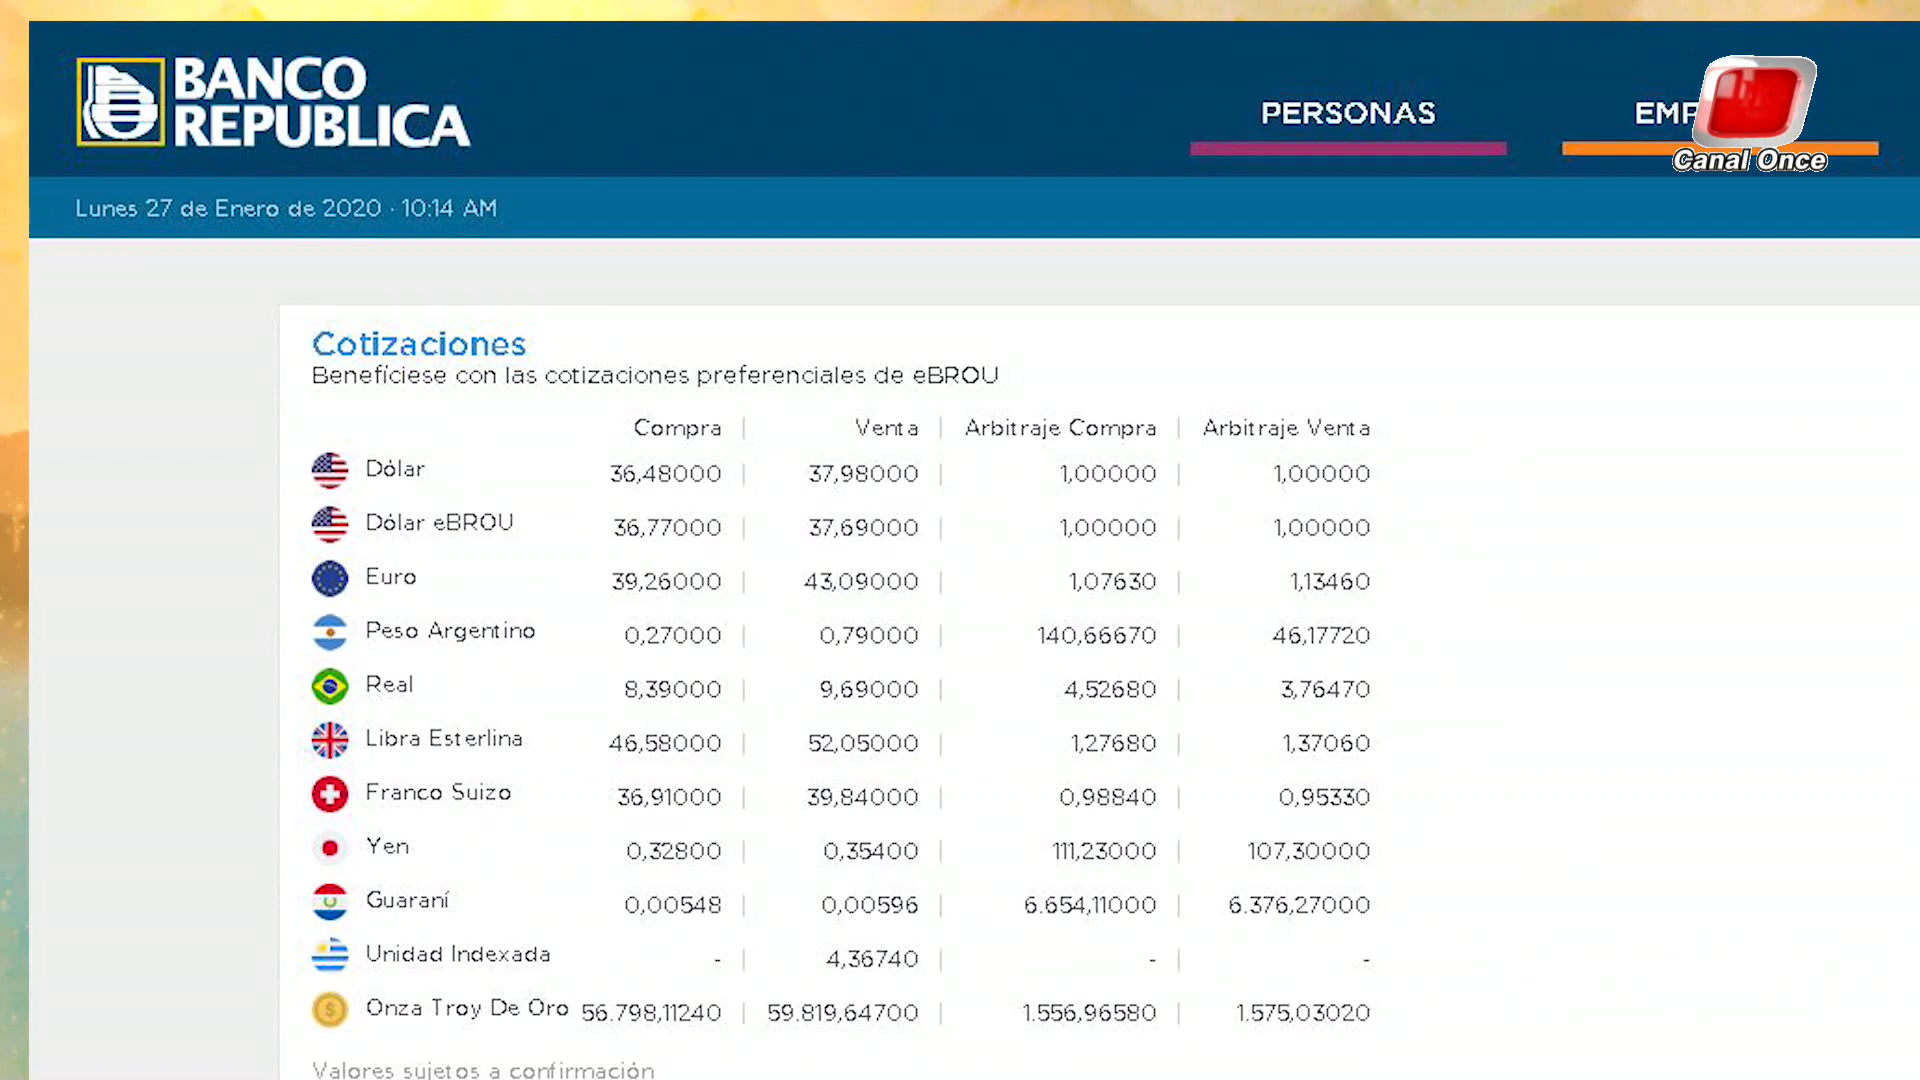 BANCO
REPUBLICA
PERSONAS
Canal Once
Lunes 27 de Enero de 2020 · 10:14 AM
Cotizaciones
Benefíciese con las cotizaciones preferenciales de eBROU
Compra Venta Arbitraje Compra Arbitraje Venta
Dólar 36,48000 37,98000 1,00000 1,00000
Dólar eBROU 36,77000 37,69000 1,00000 1,00000
Euro 39,26000 43,09000 1,07630 1,13460
Peso Argentino 0,27000 0,79000 140,66670 46,17720
Real 8,39000 9,69000 4,52680 3,76470
Libra Esterlina 46,58000 52,05000 1,27680 1,37060
Franco Suizo 36,91000 39,84000 0,98840 0,95330
Yen 0,32800 0,35400 111,23000 107,30000
Guaraní 0,00548 0,00596 6.654,11000 6.376,27000
Unidad Indexada - 4,36740 - -
Onza Troy De Oro 56.798,11240 59.819,64700 1.556,96580 1.575,03020
Valores sujetos a confirmación